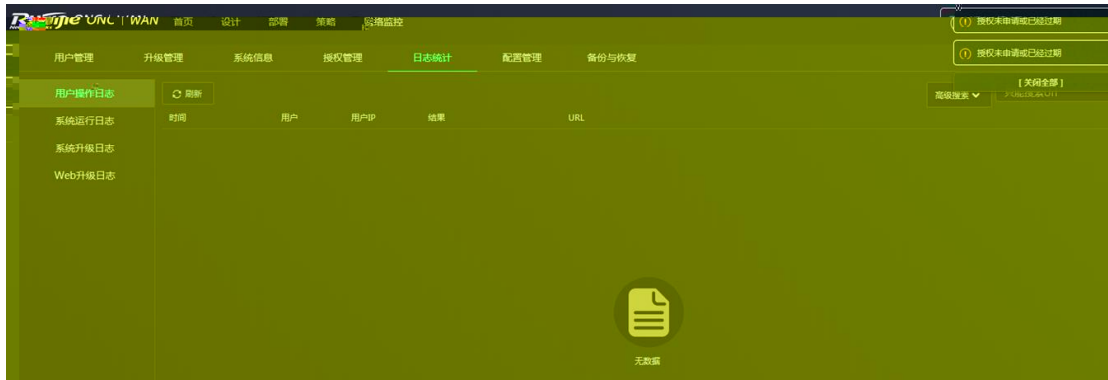 Ruijie ONC | WAN 首页 设计 部署 策略 网络监控
授权未申请或已经过期
用户管理 升级管理 系统信息 授权管理 日志统计 配置管理 备份与恢复
授权未申请或已经过期
[ 关闭全部 ]
用户操作日志
刷新
高级搜索
系统运行日志
时间 用户 用户IP 结果 URL
系统升级日志
Web升级日志
无数据